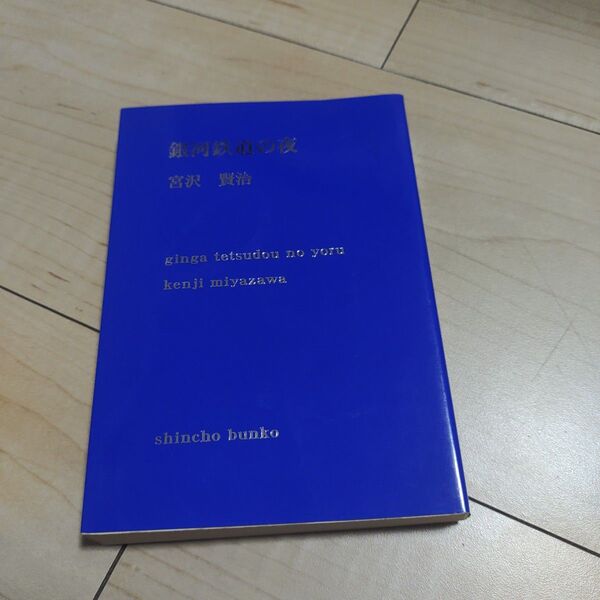 銀河鉄道の夜
宮沢 賢治
ginga tetsudou no yoru
kenji miyazawa
shincho bunko